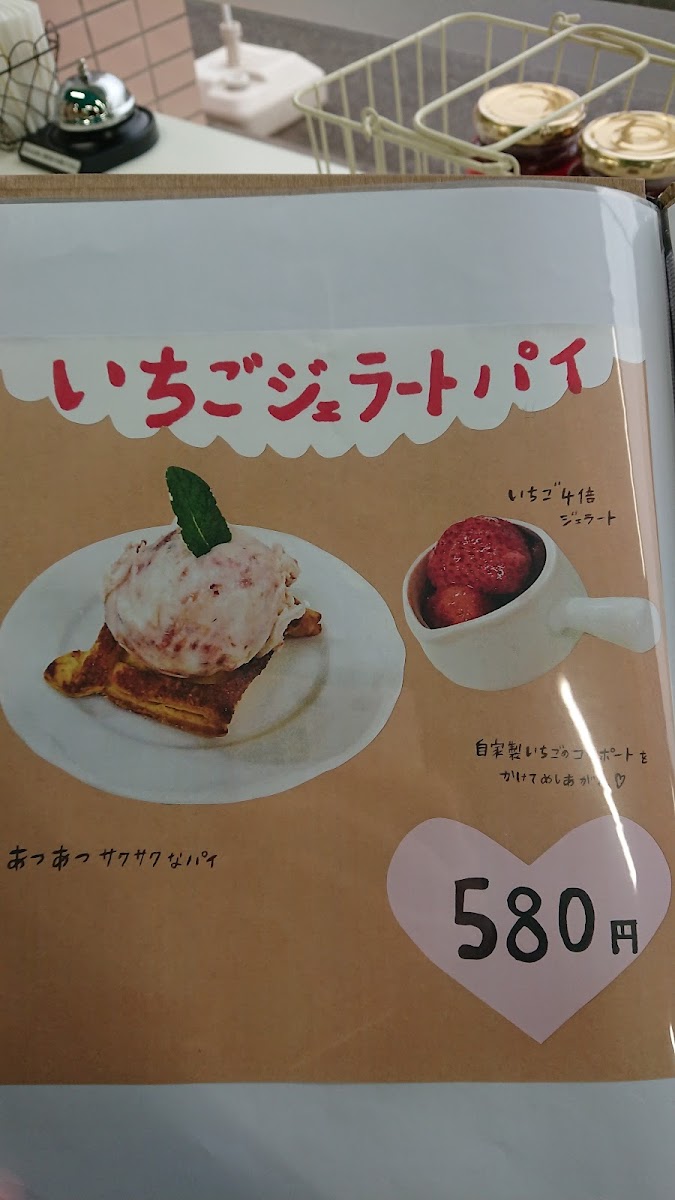 いちごジェラートパイ
いちご4倍
ジェラート
自家製いちごのコンポートを
かけてめしあがれ♡
あつあつサクサクなパイ
580円